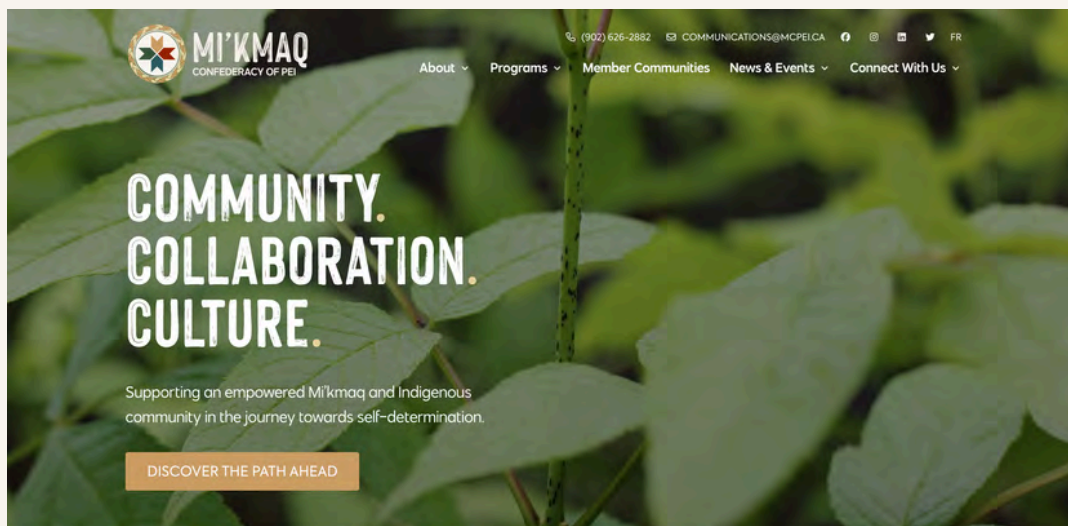 MI'KMAQ
CONFEDERACY OF PEI
(902) 626-2882 COMMUNICATIONS@MCPEI.CA FR
About Programs Member Communities News & Events Connect With Us
COMMUNITY.
COLLABORATION.
CULTURE.
Supporting an empowered Mi'kmaq and Indigenous
community in the journey towards self-determination.
DISCOVER THE PATH AHEAD